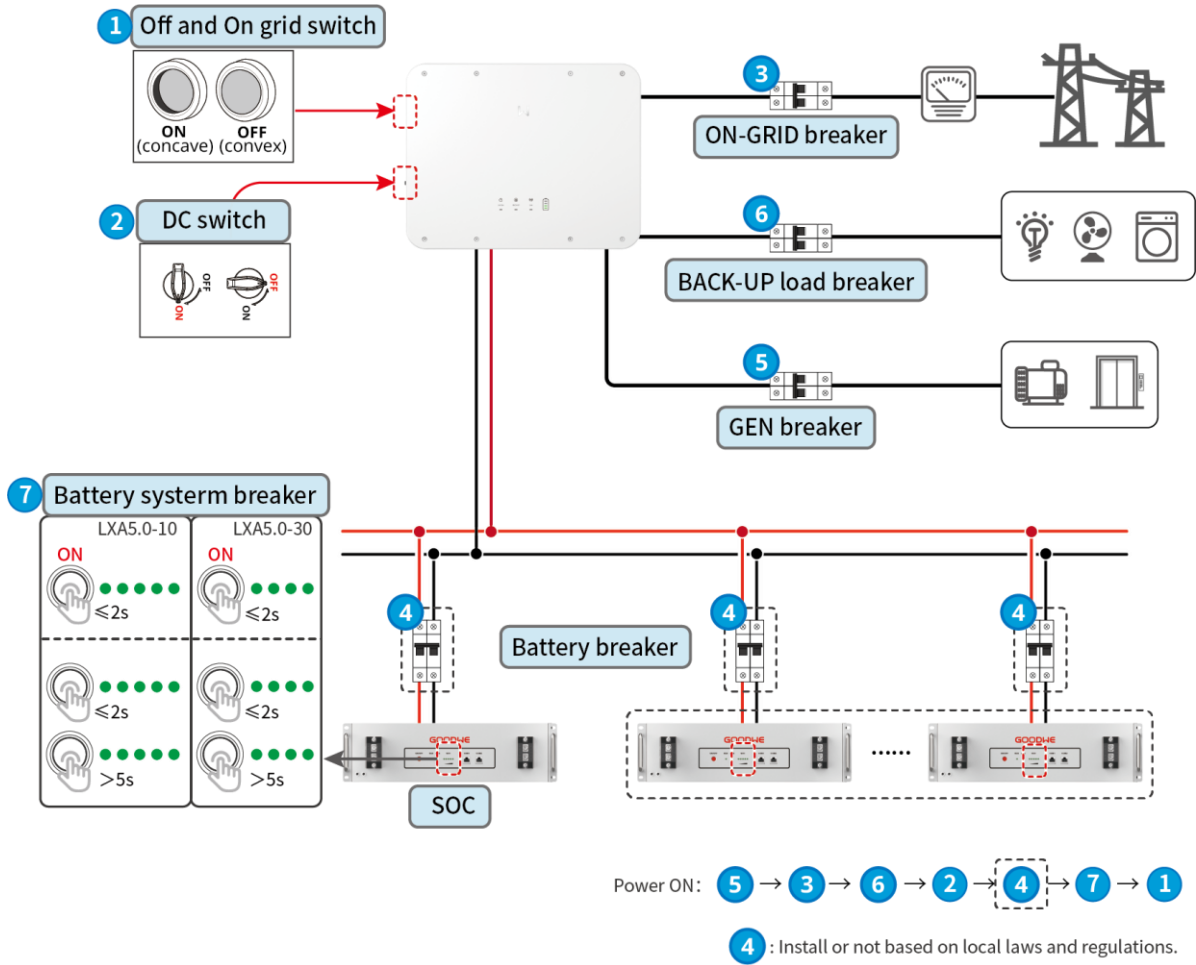 1 Off and On grid switch
ON OFF
(concave) (convex)
2 DC switch
OFF OFF
ON ON
3
ON-GRID breaker
6
BACK-UP load breaker
5
GEN breaker
7 Battery systerm breaker
LXA5.0-10 LXA5.0-30
ON ON
⩽2s ⩽2s
⩽2s ⩽2s
>5s >5s
4 4 4
Battery breaker
GOODWE GOODWE GOODWE
......
SOC
Power ON: 5 → 3 → 6 → 2 → 4 → 7 → 1
4 : Install or not based on local laws and regulations.